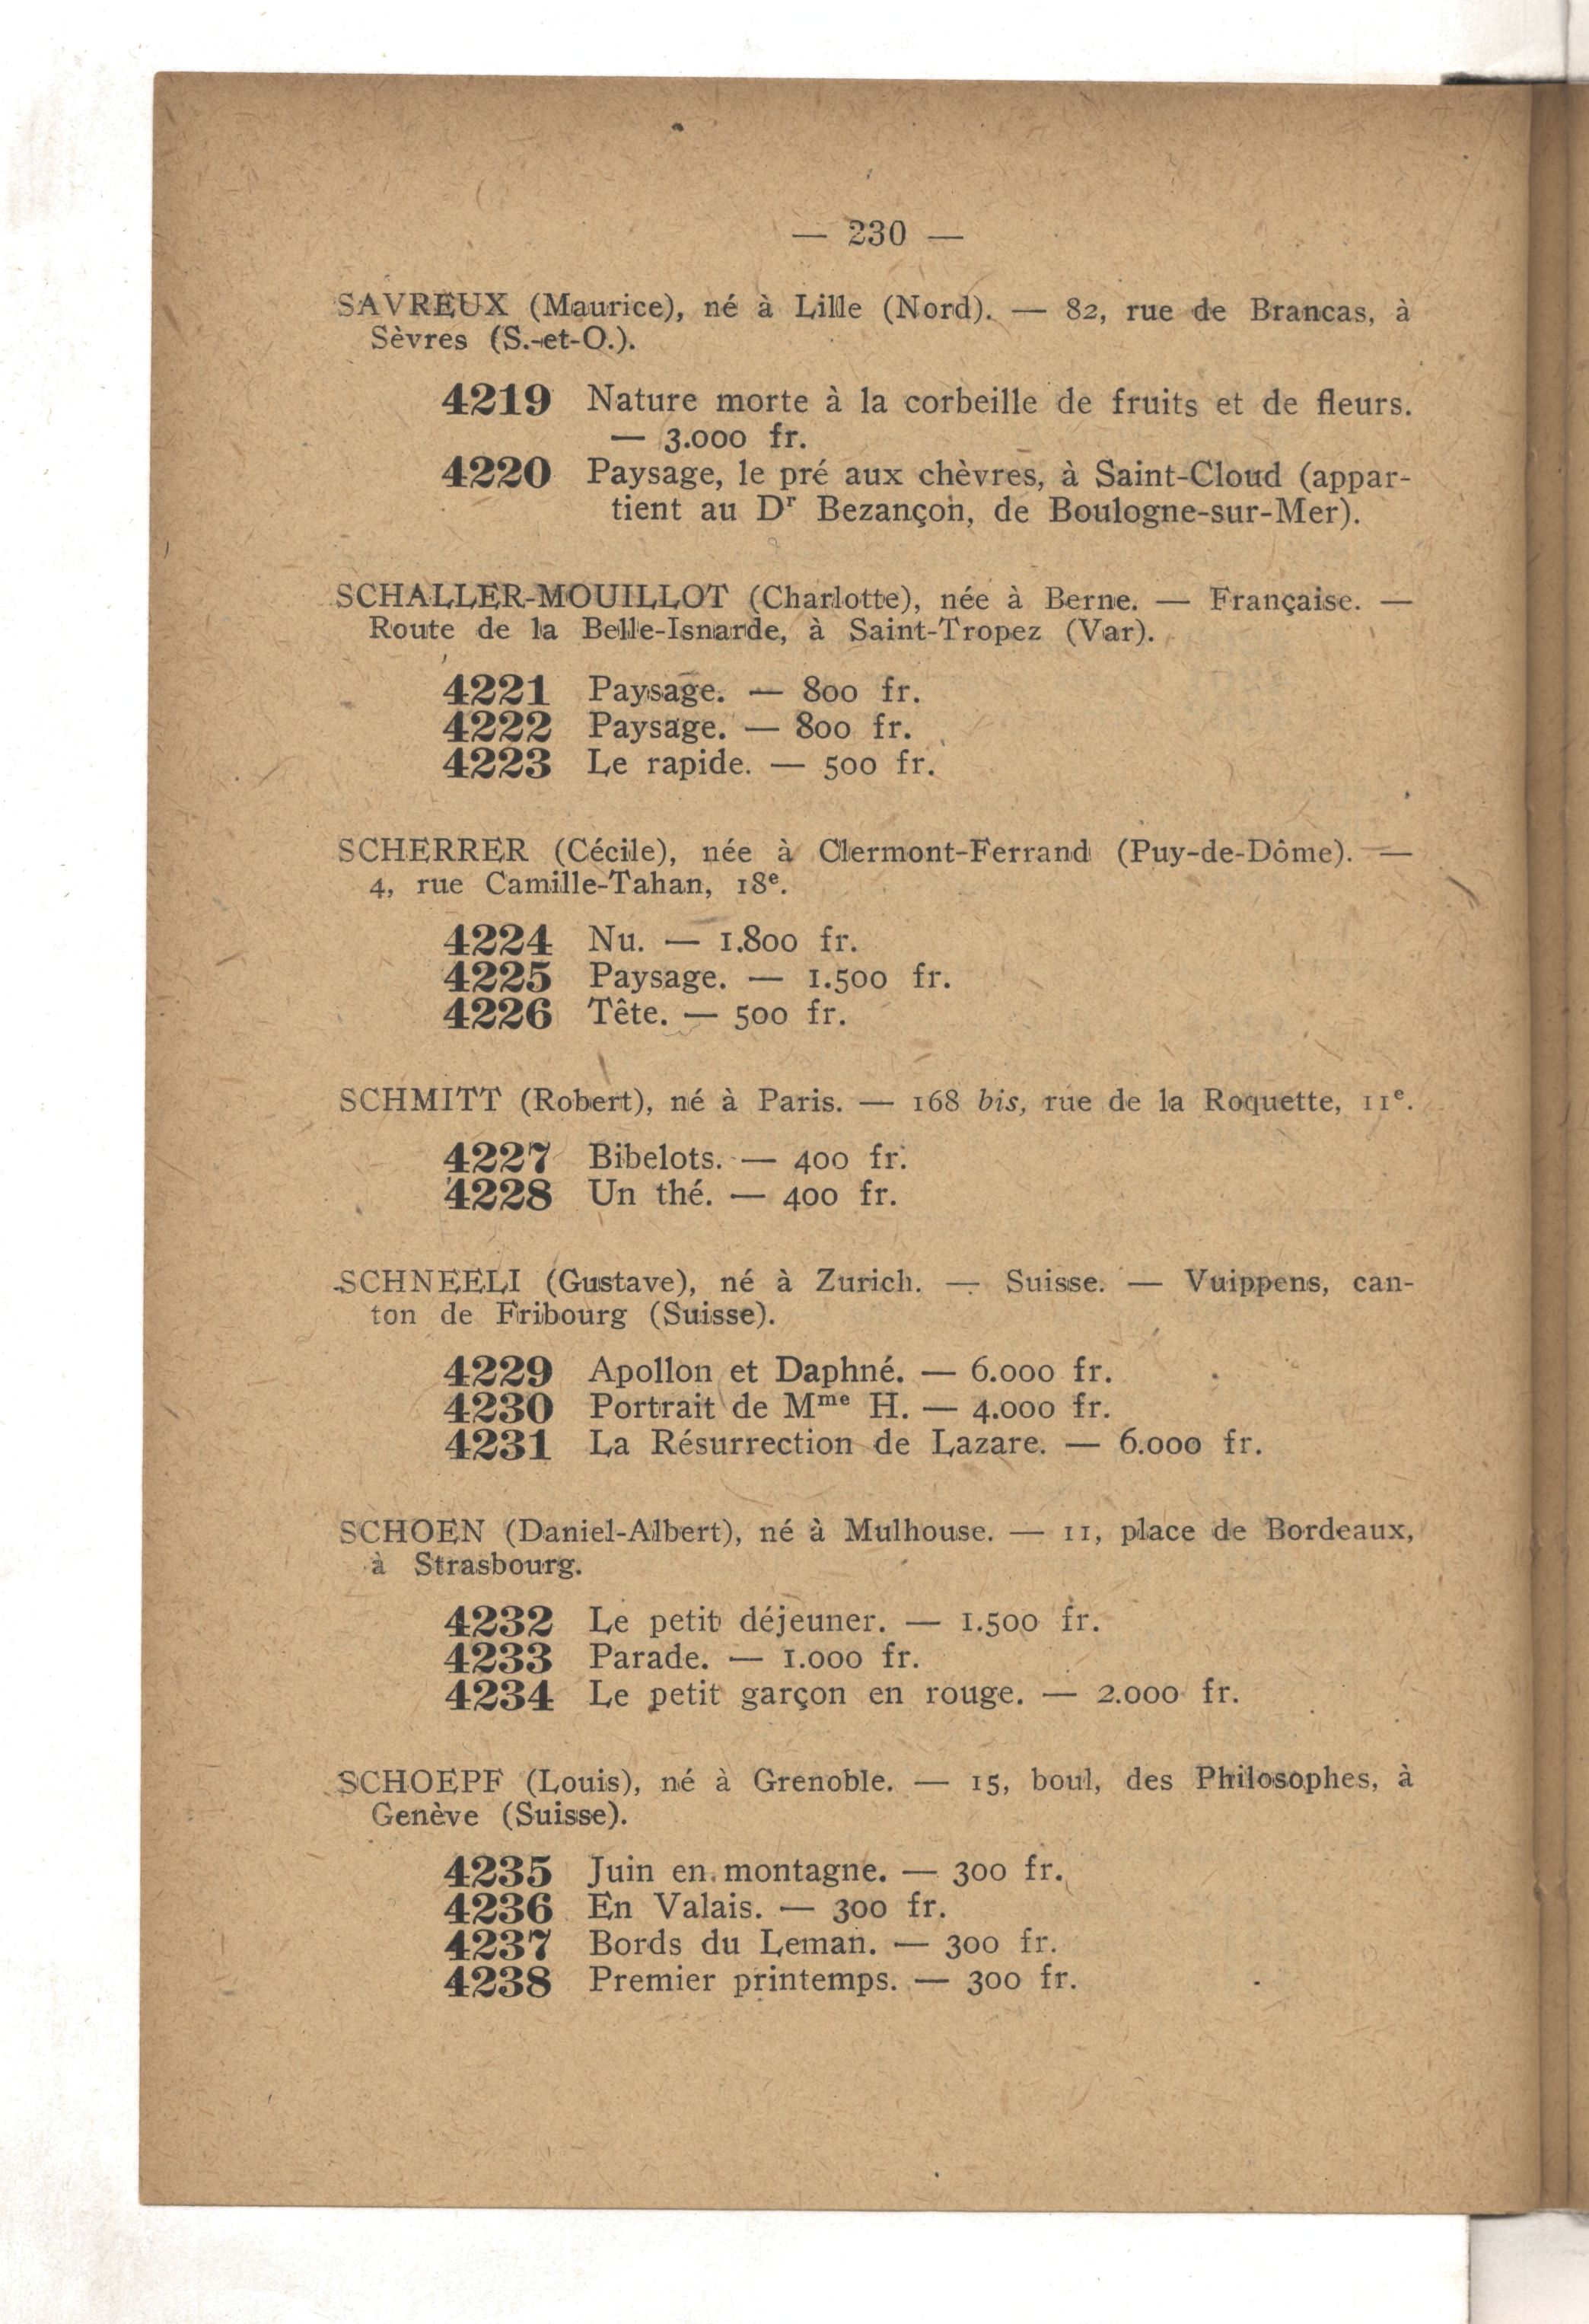 — 230 —
SAVREUX (Maurice), né à Lille (Nord). — 82, rue de Brancas, à
Sèvres (S.-et-O.).
4219 Nature morte à la corbeille de fruits et de fleurs.
— 3.000 fr.
4220 Paysage, le pré aux chèvres, à Saint-Cloud (appar-
tient au Dʳ Bezançon, de Boulogne-sur-Mer).
SCHALLER-MOUILLOT (Charlotte), née à Berne. — Française. —
Route de la Belle-Isnarde, à Saint-Tropez (Var).
4221 Paysage. — 800 fr.
4222 Paysage. — 800 fr.
4223 Le rapide. — 500 fr.
SCHERRER (Cécile), née à Clermont-Ferrand (Puy-de-Dôme). —
4, rue Camille-Tahan, 18ᵉ.
4224 Nu. — 1.800 fr.
4225 Paysage. — 1.500 fr.
4226 Tête. — 500 fr.
SCHMITT (Robert), né à Paris. — 168 bis, rue de la Roquette, 11ᵉ.
4227 Bibelots. — 400 fr.
4228 Un thé. — 400 fr.
SCHNEELI (Gustave), né à Zurich. — Suisse. — Vuippens, can-
ton de Fribourg (Suisse).
4229 Apollon et Daphné. — 6.000 fr.
4230 Portrait de Mᵐᵉ H. — 4.000 fr.
4231 La Résurrection de Lazare. — 6.000 fr.
SCHOEN (Daniel-Albert), né à Mulhouse. — 11, place de Bordeaux,
à Strasbourg.
4232 Le petit déjeuner. — 1.500 fr.
4233 Parade. — 1.000 fr.
4234 Le petit garçon en rouge. — 2.000 fr.
SCHOEPF (Louis), né à Grenoble. — 15, boul, des Philosophes, à
Genève (Suisse).
4235 Juin en montagne. — 300 fr.
4236 En Valais. — 300 fr.
4237 Bords du Leman. — 300 fr.
4238 Premier printemps. — 300 fr.